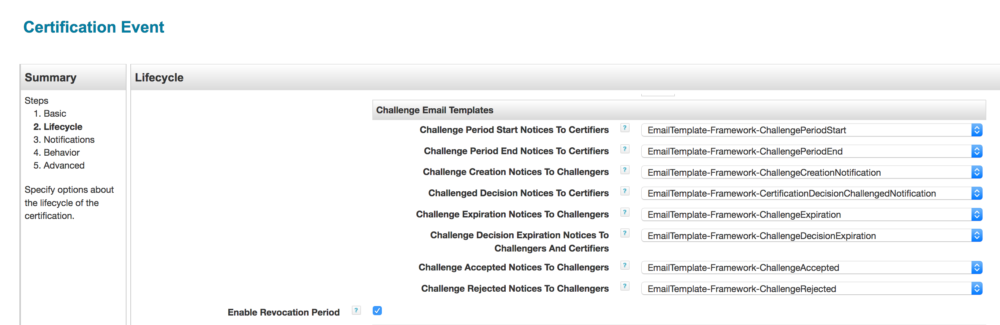 Certification Event
Summary
Lifecycle
Steps
1. Basic
2. Lifecycle
3. Notifications
4. Behavior
5. Advanced
Specify options about
the lifecycle of the
certification.
Challenge Email Templates
Challenge Period Start Notices To Certifiers ? EmailTemplate-Framework-ChallengePeriodStart
Challenge Period End Notices To Certifiers ? EmailTemplate-Framework-ChallengePeriodEnd
Challenge Creation Notices To Challengers ? EmailTemplate-Framework-ChallengeCreationNotification
Challenged Decision Notices To Certifiers ? EmailTemplate-Framework-CertificationDecisionChallengedNotification
Challenge Expiration Notices To Challengers ? EmailTemplate-Framework-ChallengeExpiration
Challenge Decision Expiration Notices To ? EmailTemplate-Framework-ChallengeDecisionExpiration
Challengers And Certifiers
Challenge Accepted Notices To Challengers ? EmailTemplate-Framework-ChallengeAccepted
Challenge Rejected Notices To Challengers ? EmailTemplate-Framework-ChallengeRejected
Enable Revocation Period ?